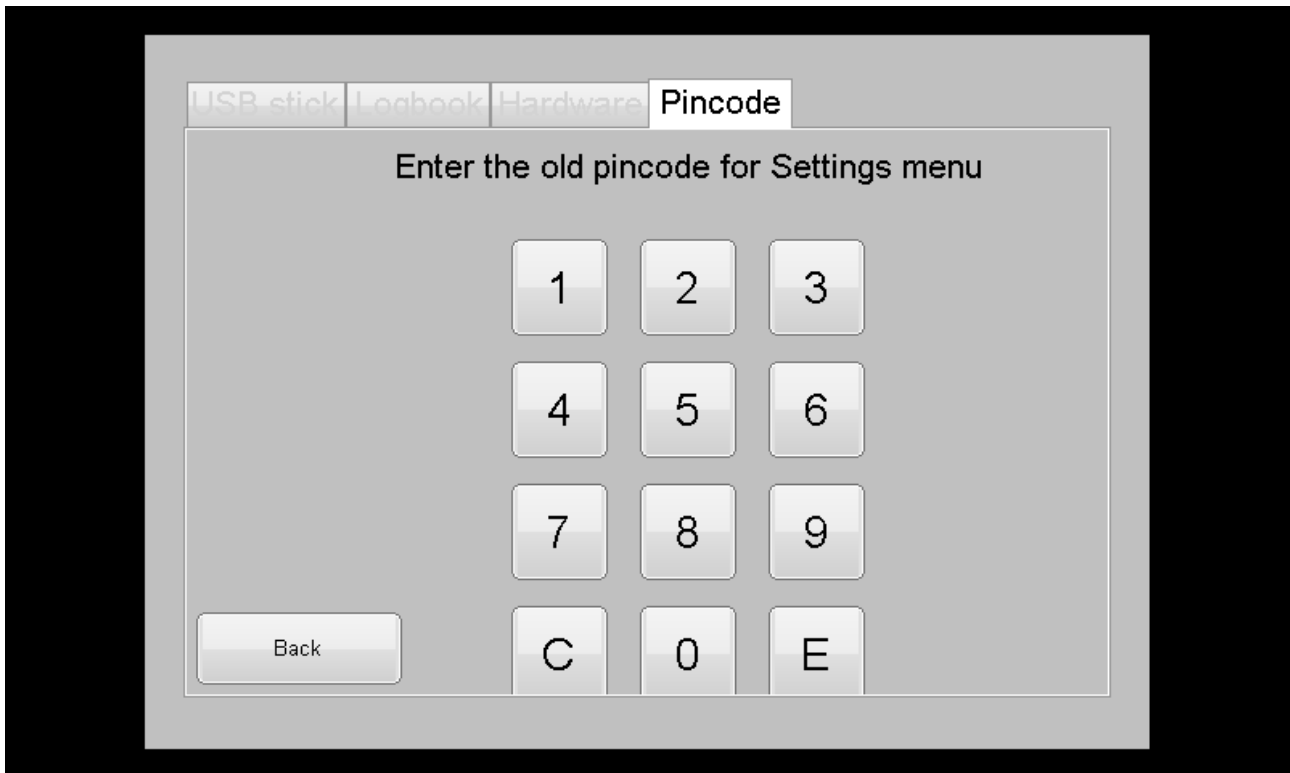 USB stick Logbook Hardware Pincode
Enter the old pincode for Settings menu
1 2 3
4 5 6
7 8 9
Back C 0 E